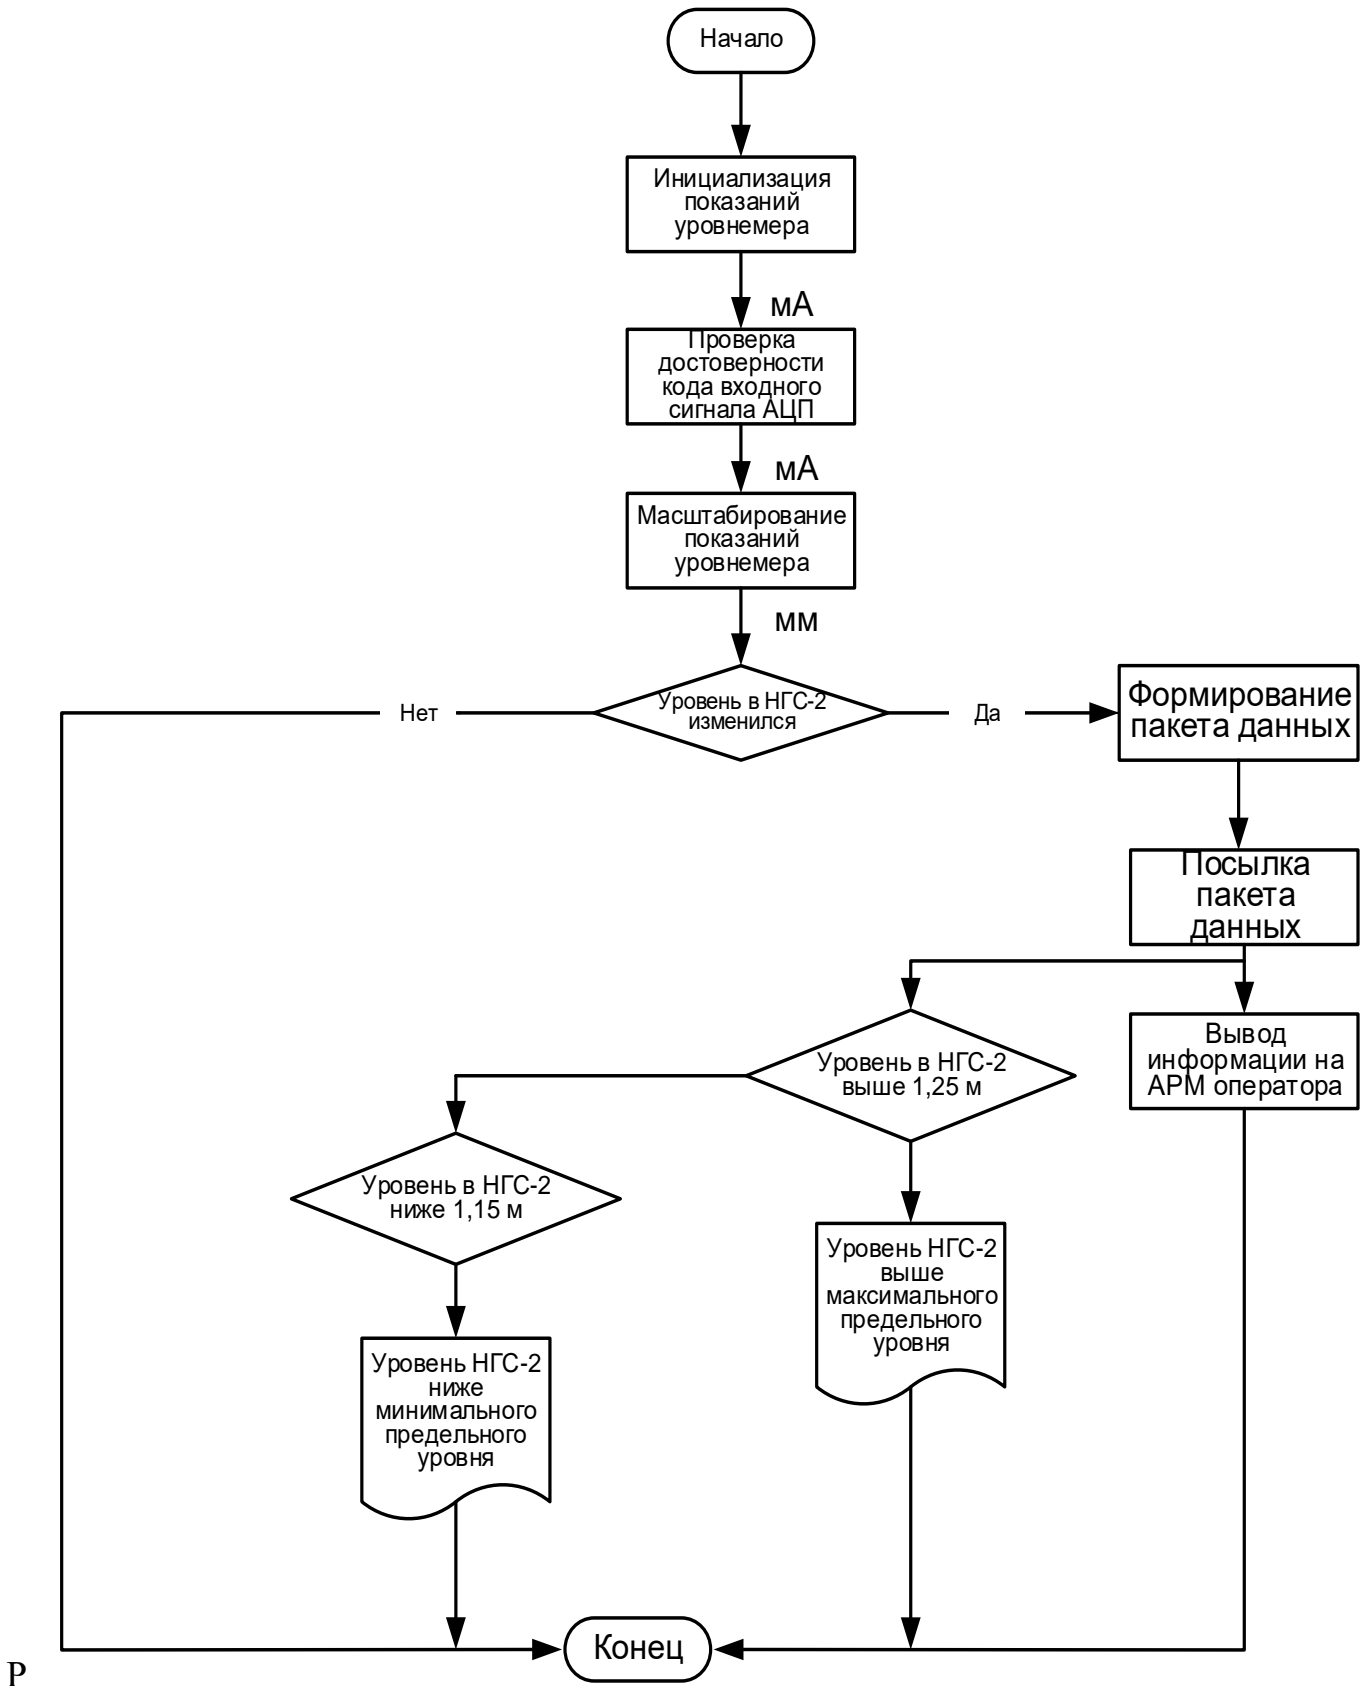 Начало
Инициализация
показаний
уровнемера
мА
Проверка
достоверности
кода входного
сигнала АЦП
мА
Масштабирование
показаний
уровнемера
мм
Уровень в НГС-2
изменился
Нет
Да
Формирование
пакета данных
Посылка
пакета
данных
Вывод
информации на
АРМ оператора
Уровень в НГС-2
выше 1,25 м
Уровень в НГС-2
ниже 1,15 м
Уровень НГС-2
выше
максимального
предельного
уровня
Уровень НГС-2
ниже
минимального
предельного
уровня
Конец
Р